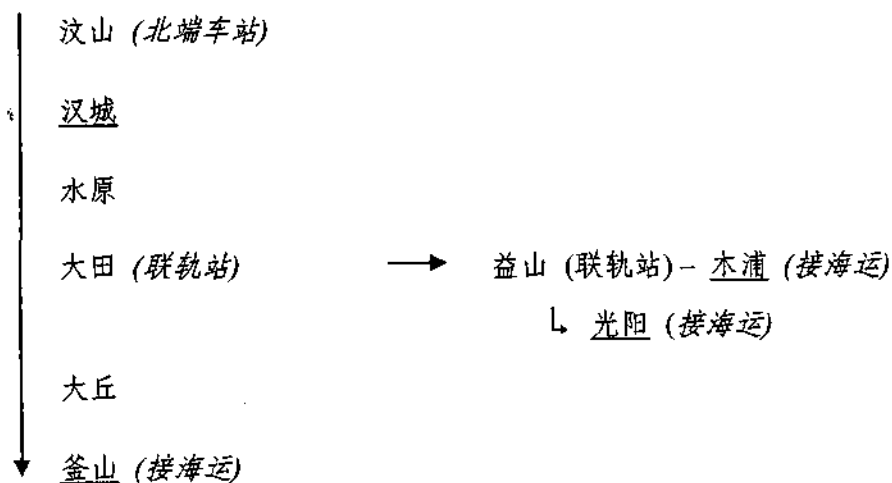 汶山 (北端车站)
汉城
水原
大田 (联轨站) → 益山 (联轨站) – 木浦 (接海运)
↳ 光阳 (接海运)
大丘
釜山 (接海运)